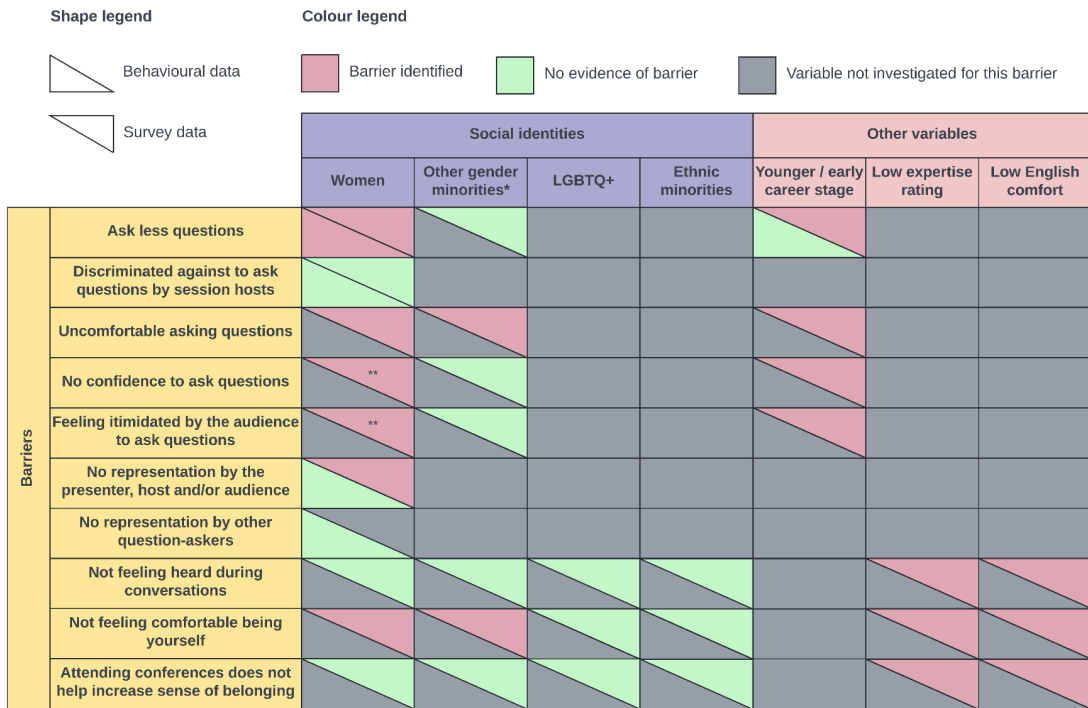 Shape legend
Colour legend
Behavioural data
Barrier identified
No evidence of barrier
Variable not investigated for this barrier
Survey data
Social identities
Other variables
Women
Other gender
minorities*
LGBTQ+
Ethnic
minorities
Younger / early
career stage
Low expertise
rating
Low English
comfort
Barriers
Ask less questions
Discriminated against to ask
questions by session hosts
Uncomfortable asking questions
No confidence to ask questions
**
Feeling itimidated by the audience
to ask questions
**
No representation by the
presenter, host and/or audience
No representation by other
question-askers
Not feeling heard during
conversations
Not feeling comfortable being
yourself
Attending conferences does not
help increase sense of belonging